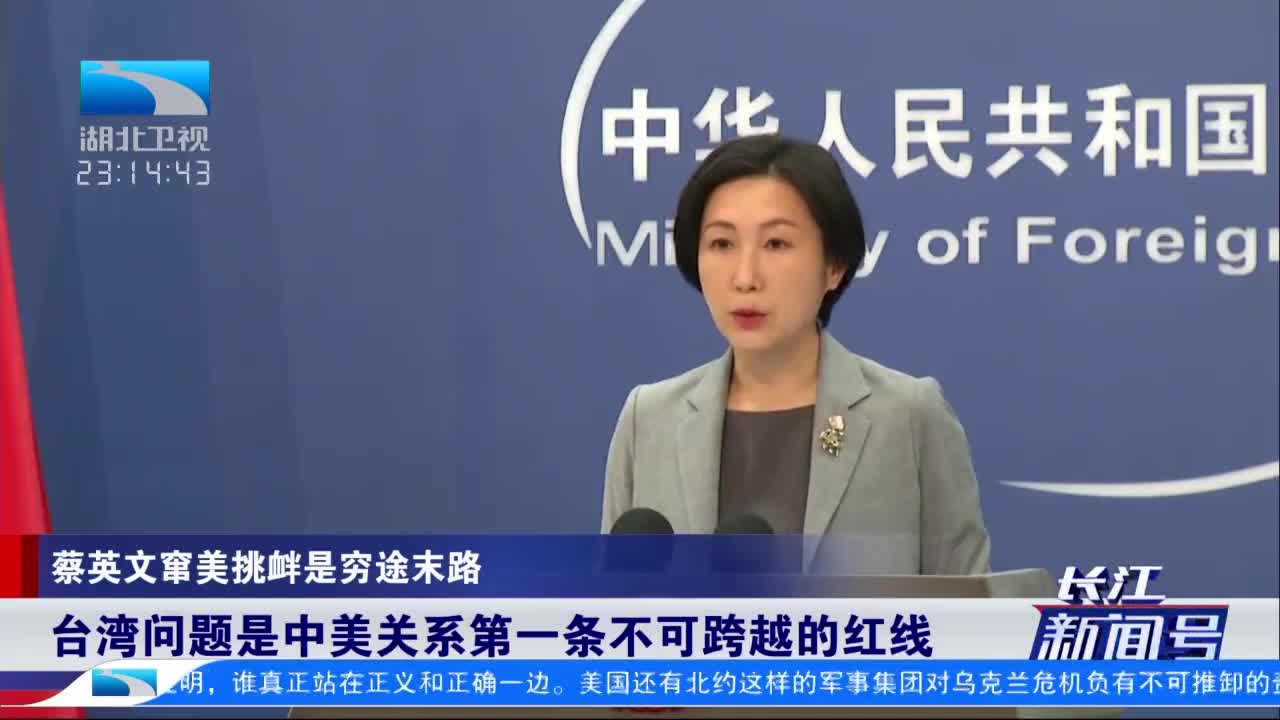 湖北卫视
23:14:43
中华人民共和国
Mi y of Foreign
蔡英文窜美挑衅是穷途末路
台湾问题是中美关系第一条不可跨越的红线
长江
新闻号
明，谁真正站在正义和正确一边。美国还有北约这样的军事集团对乌克兰危机负有不可推卸的